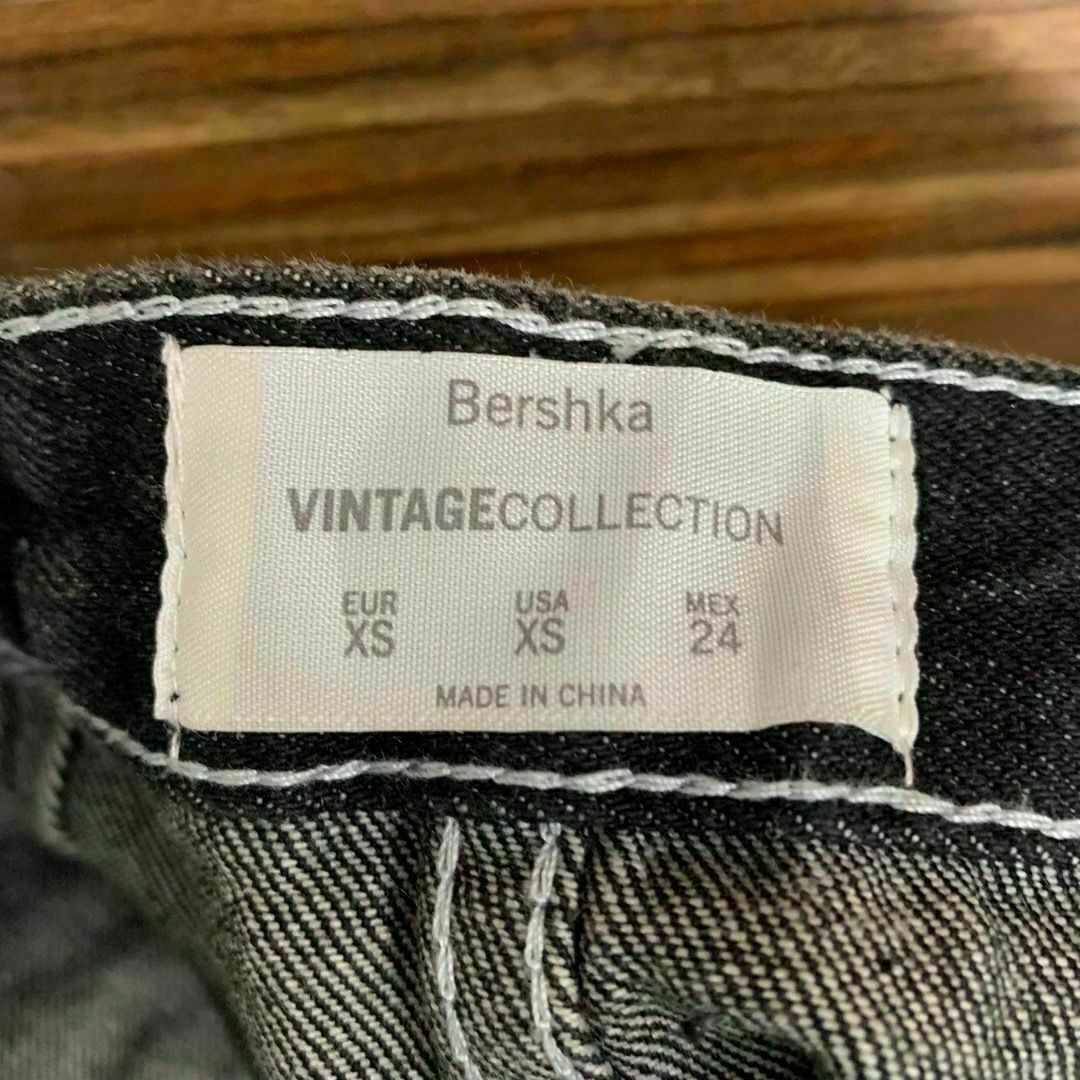 Bershka
VINTAGECOLLECTION
EUR USA MEX
XS XS 24
MADE IN CHINA